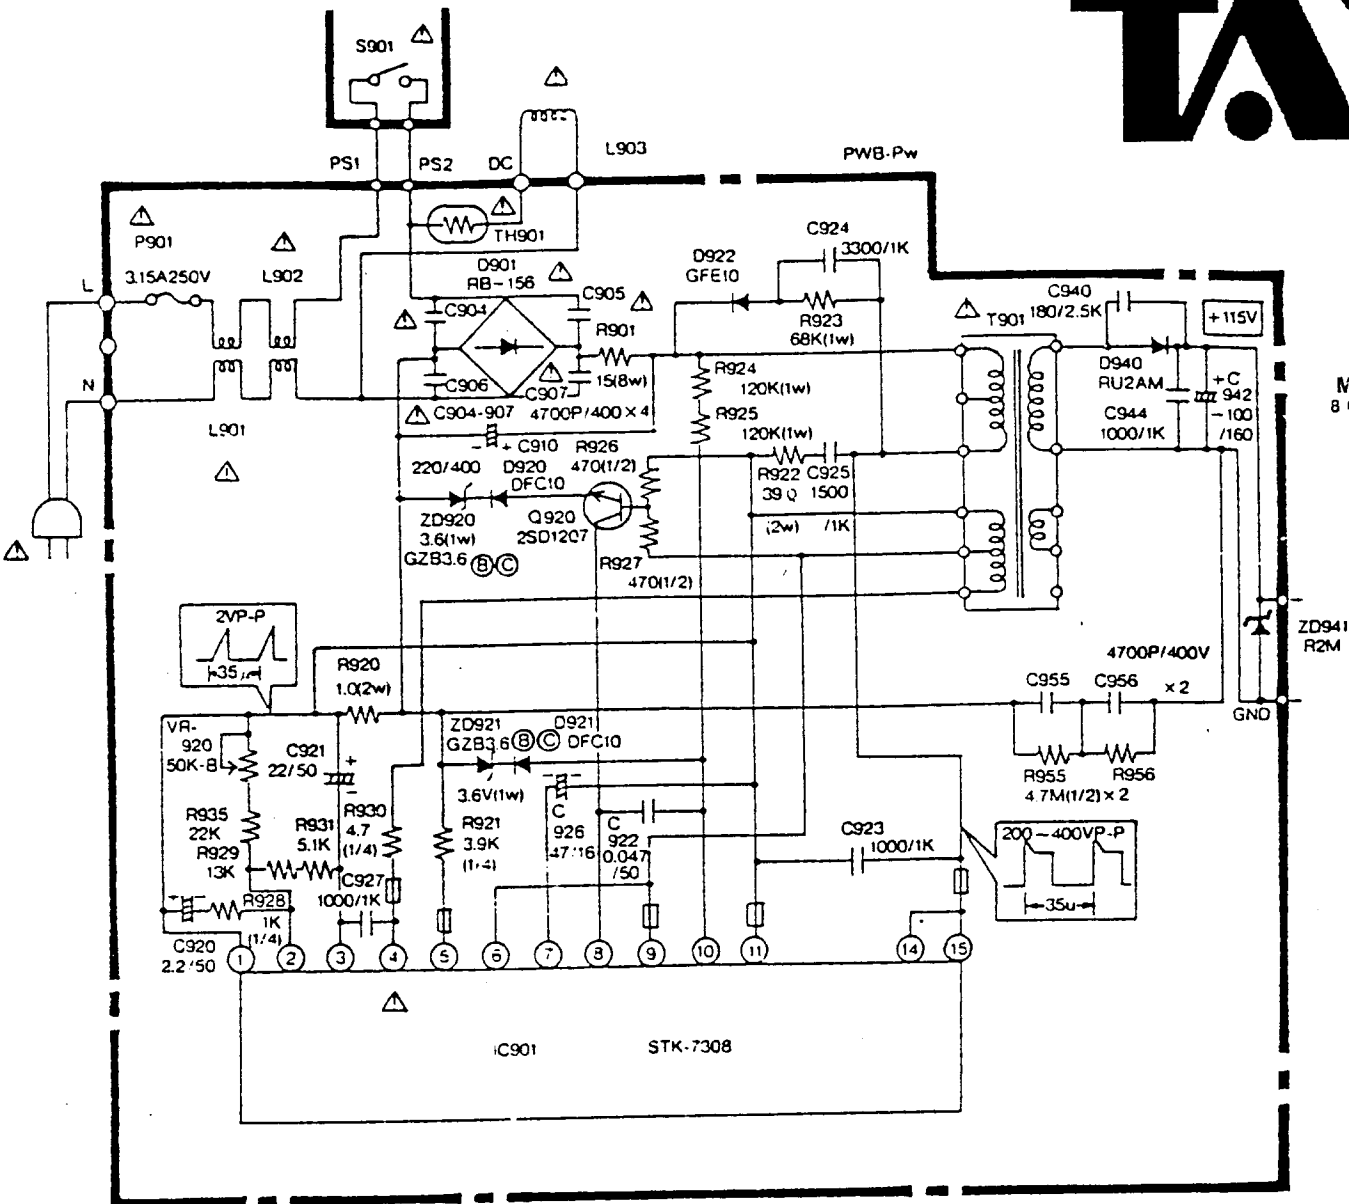 TA
S901
PS1
PS2
DC
L903
PWB-Pw
P901
3.15A250V
L902
L
N
L901
TH901
D901
RB-156
C904
C905
R901
15(8w)
C906
C907
C904-907 4700P/400×4
C910
220/400
D922
GFE10
C924
3300/1K
R923
68K(1w)
R924
120K(1w)
R925
120K(1w)
R926
470(1/2)
R922
39Ω
(2w)
C925
1500
/1K
T901
C940
180/2.5K
+115V
D940
RU2AM
C944
1000/1K
+C
942
100
/160
M
8
D920
DFC10
ZD920
3.6(1w)
GZB3.6 Ⓑ Ⓒ
Q920
2SD1207
R927
470(1/2)
2VP-P
R920
1.0(2w)
VR-
920
50K-B
C921
22/50
+
-
ZD921
GZB3.6 Ⓑ Ⓒ
D921
DFC10
3.6V(1w)
R935
22K
R929
13K
R931
5.1K
R930
4.7
(1/4)
R921
3.9K
(1/4)
C
926
47/16
C
922
0.047
/50
C927
1000/1K
R928
1K
(1/4)
C920
2.2/50
C923
1000/1K
200~400VP-P
35u
4700P/400V
×2
C955
C956
R955
R956
4.7M(1/2)×2
GND
ZD941
R2M
1 2 3 4 5 6 7 8 9 10 11 14 15
IC901
STK-7308